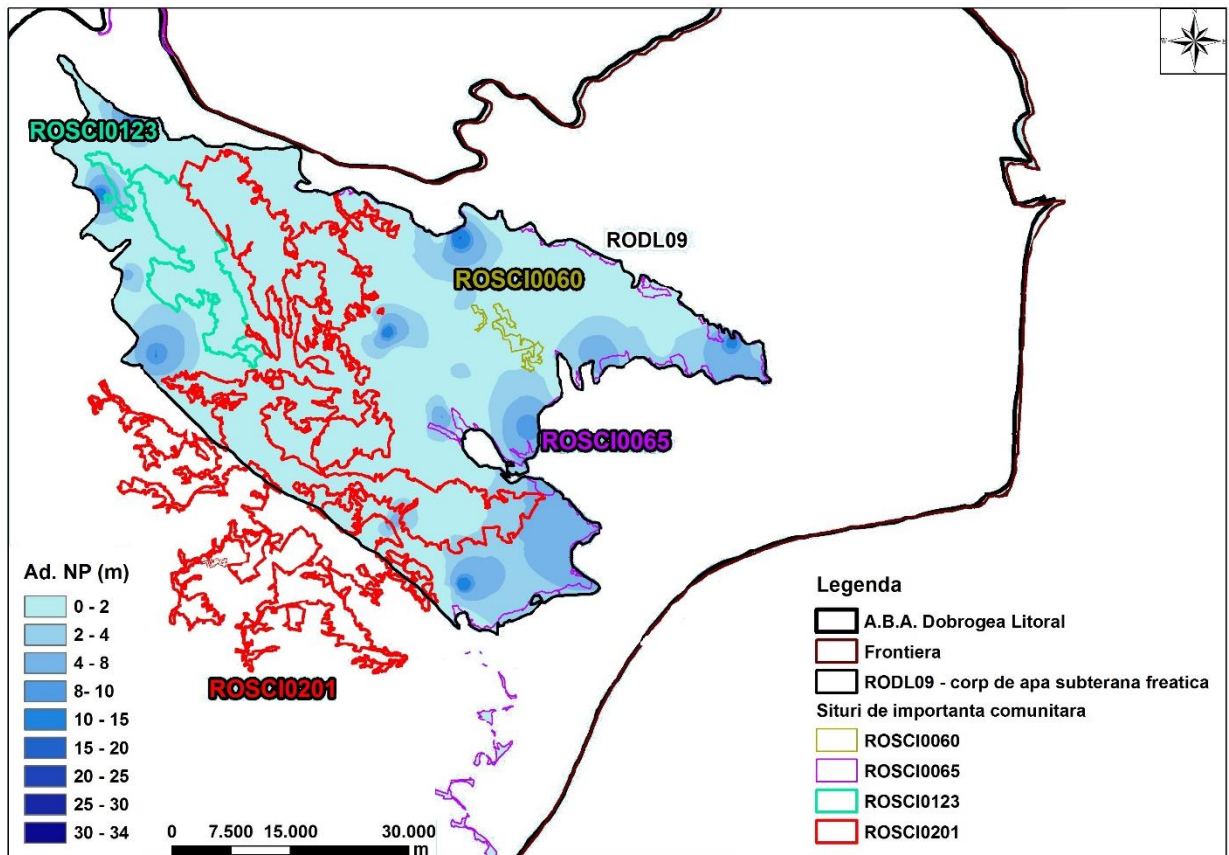 N
W E
S
ROSCI0123
RODL09
ROSCI0060
ROSCI0065
ROSCI0201
Ad. NP (m)
0 - 2
2 - 4
4 - 8
8- 10
10 - 15
15 - 20
20 - 25
25 - 30
30 - 34
0 7.500 15.000 30.000
m
Legenda
A.B.A. Dobrogea Litoral
Frontiera
RODL09 - corp de apa subterana freatica
Situri de importanta comunitara
ROSCI0060
ROSCI0065
ROSCI0123
ROSCI0201